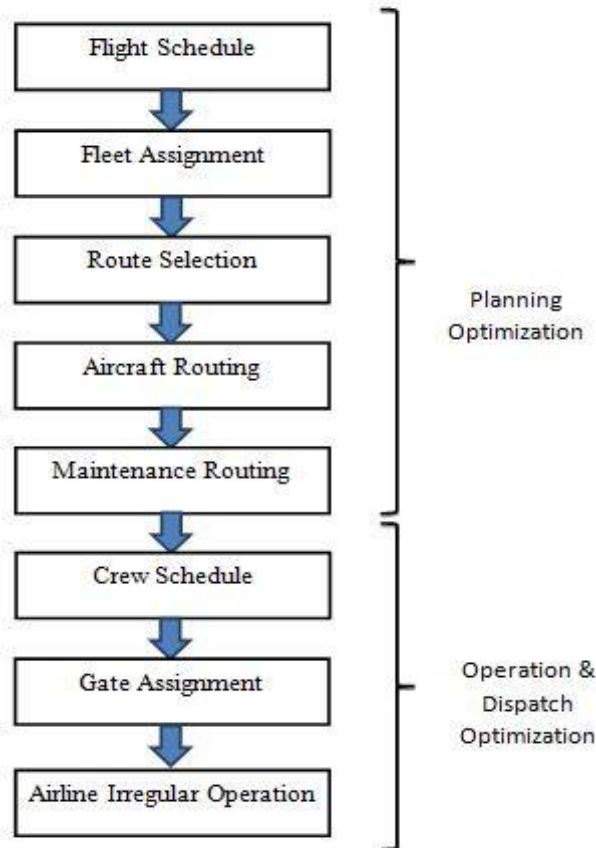 Flight Schedule
Fleet Assignment
Route Selection
Aircraft Routing
Maintenance Routing
Crew Schedule
Gate Assignment
Airline Irregular Operation
Planning
Optimization
Operation &
Dispatch
Optimization